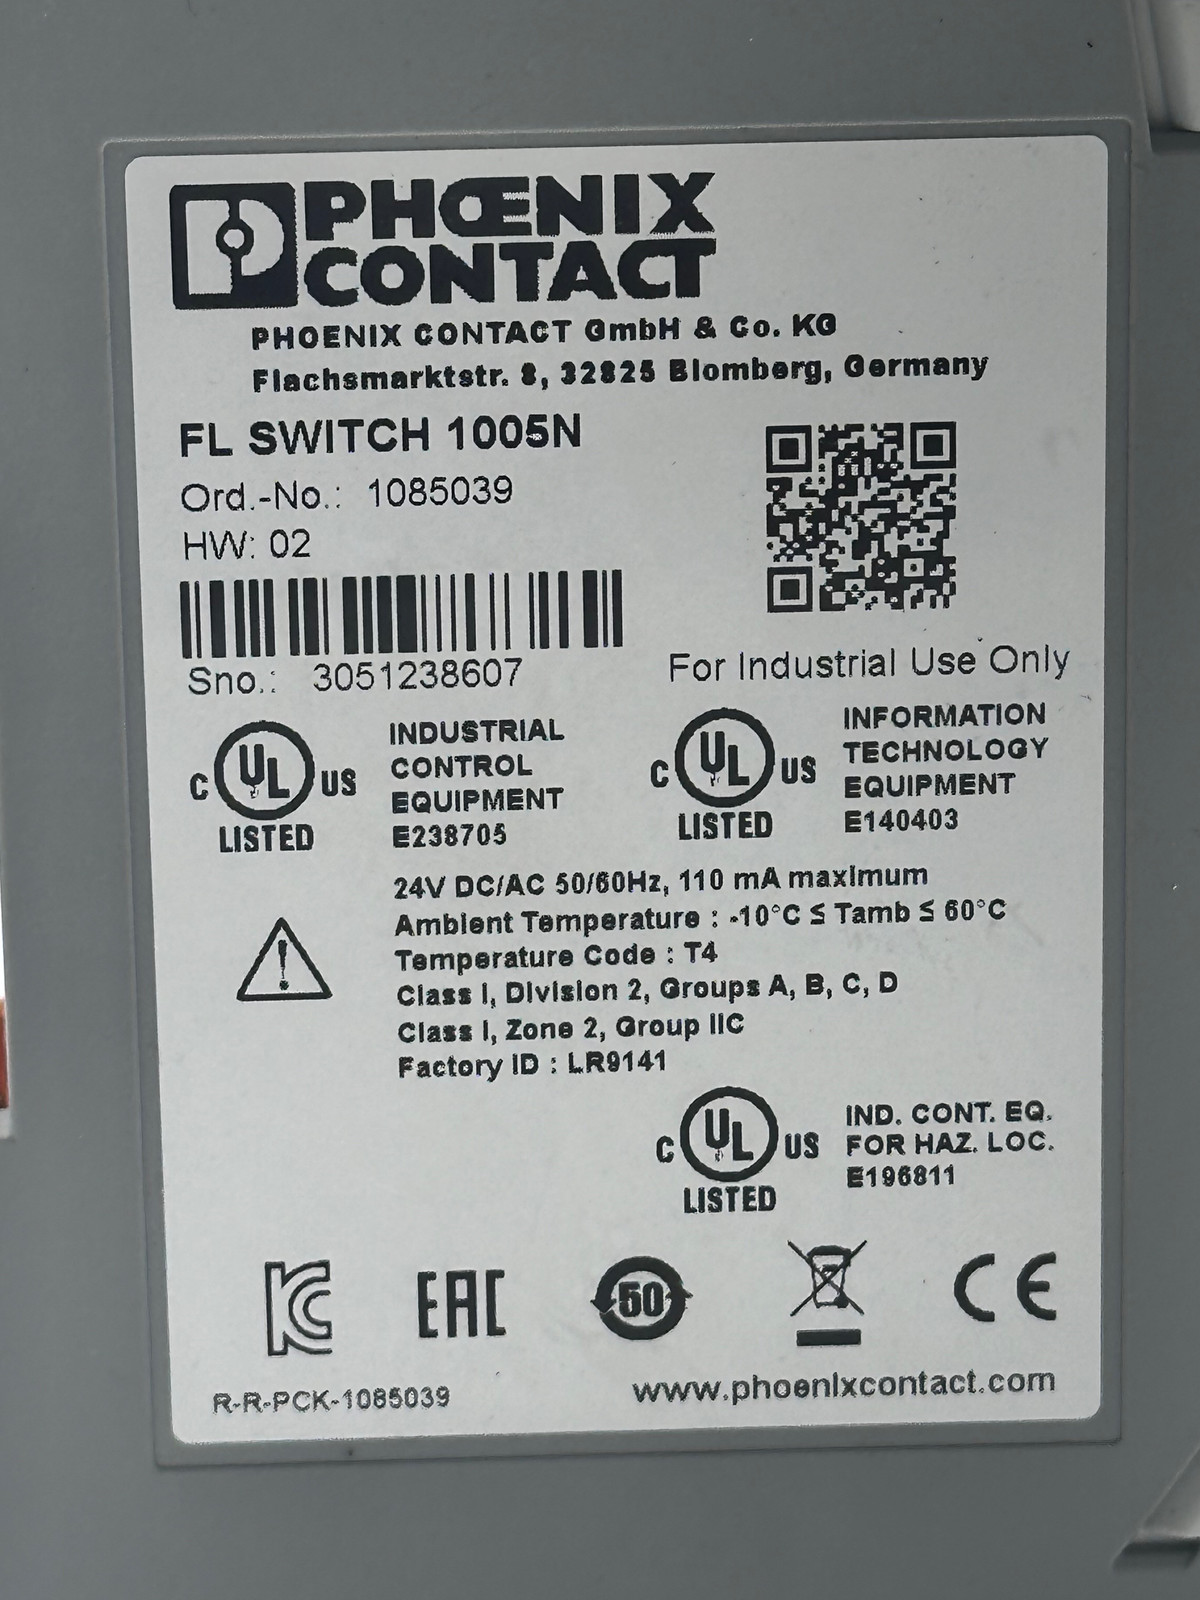 PHŒNIX
CONTACT
PHOENIX CONTACT GmbH & Co. KG
Flachsmarktstr. 8, 32825 Blomberg, Germany
FL SWITCH 1005N
Ord.-No.: 1085039
HW: 02
Sno.: 3051238607
For Industrial Use Only
C UL US
LISTED
INDUSTRIAL
CONTROL
EQUIPMENT
E238705
C UL US
LISTED
INFORMATION
TECHNOLOGY
EQUIPMENT
E140403
24V DC/AC 50/60Hz, 110 mA maximum
Ambient Temperature : -10°C ≤ Tamb ≤ 60°C
Temperature Code : T4
Class I, Division 2, Groups A, B, C, D
Class I, Zone 2, Group IIC
Factory ID : LR9141
C UL US
LISTED
IND. CONT. EQ.
FOR HAZ. LOC.
E196811
KC
EAC
50
CE
R-R-PCK-1085039
www.phoenixcontact.com